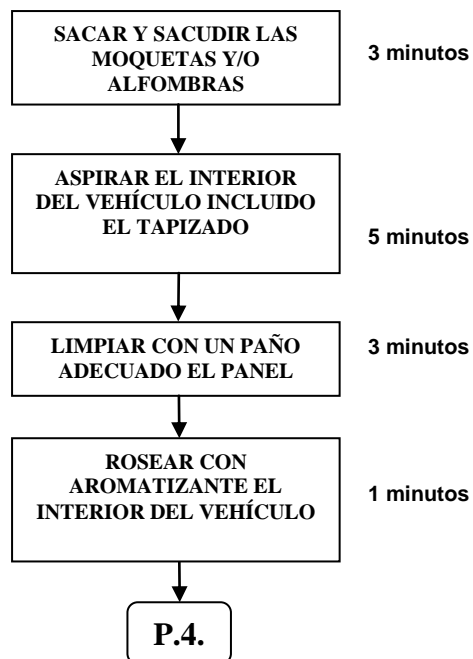 SACAR Y SACUDIR LAS
MOQUETAS Y/O
ALFOMBRAS
3 minutos
ASPIRAR EL INTERIOR
DEL VEHÍCULO INCLUIDO
EL TAPIZADO
5 minutos
LIMPIAR CON UN PAÑO
ADECUADO EL PANEL
3 minutos
ROSEAR CON
AROMATIZANTE EL
INTERIOR DEL VEHÍCULO
1 minutos
P.4.